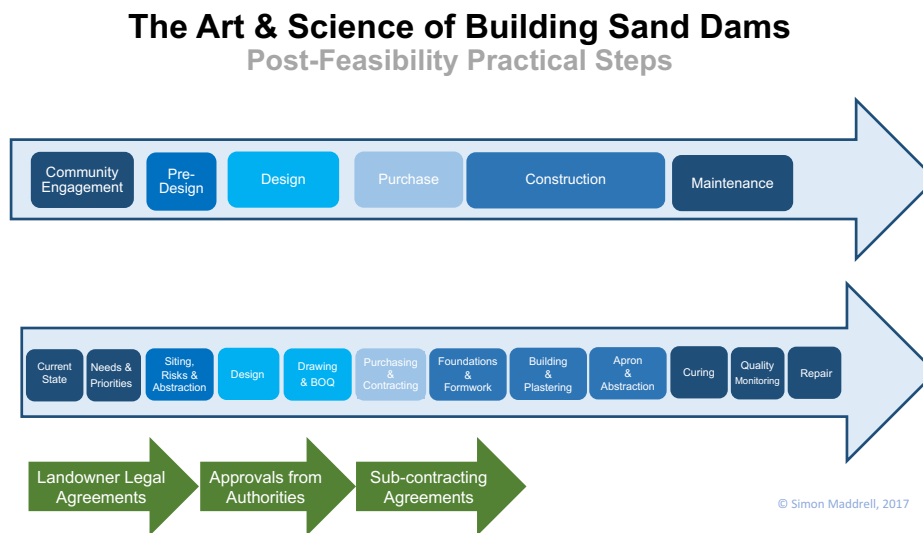 The Art & Science of Building Sand Dams
Post-Feasibility Practical Steps
Community
Engagement
Pre-
Design
Design
Purchase
Construction
Maintenance
Current
State
Needs &
Priorities
Siting,
Risks &
Abstraction
Design
Drawing
& BOQ
Purchasing
&
Contracting
Foundations
&
Formwork
Building
&
Plastering
Apron
&
Abstraction
Curing
Quality
Monitoring
Repair
Landowner Legal
Agreements
Approvals from
Authorities
Sub-contracting
Agreements
© Simon Maddrell, 2017